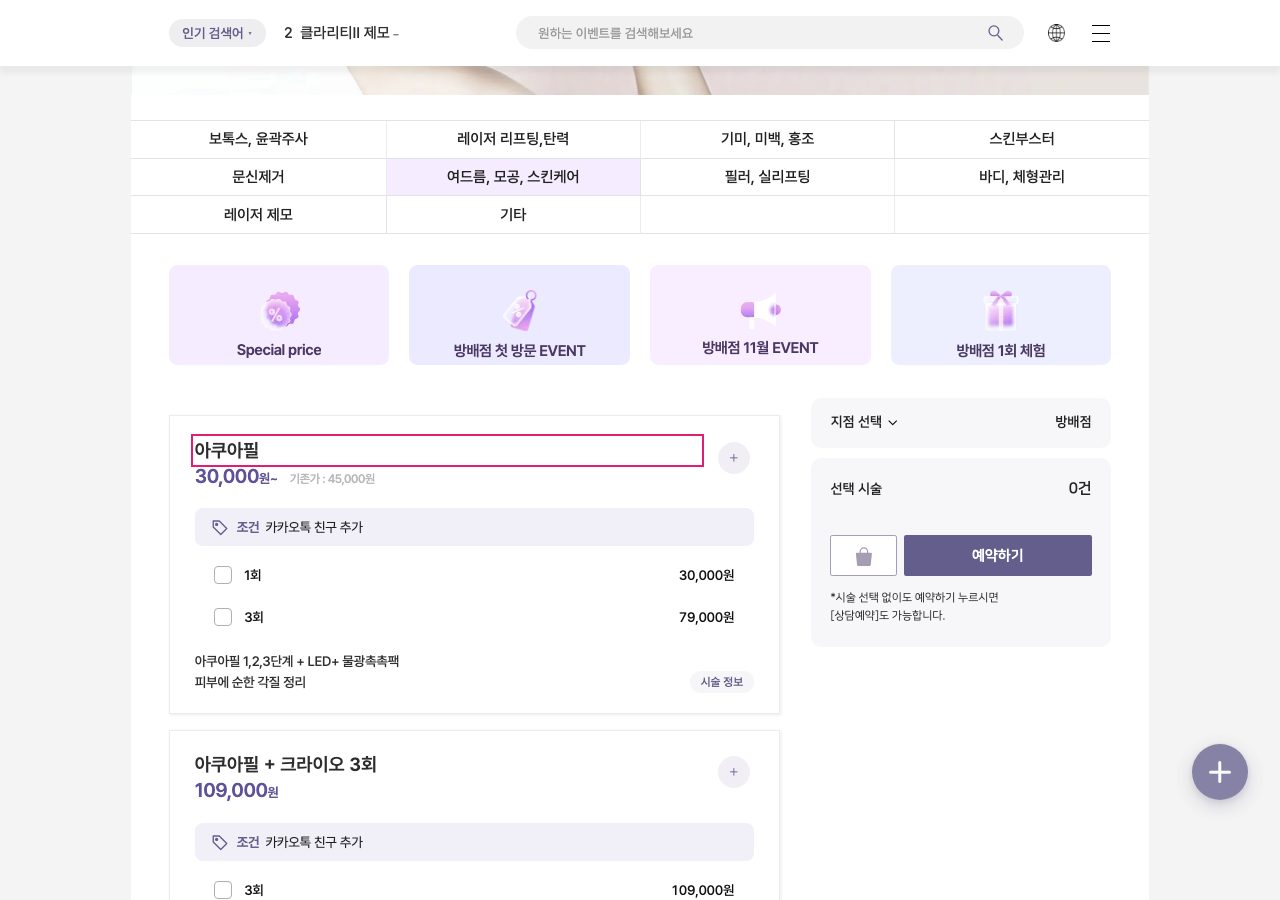 인기 검색어
2 클라리티II 제모 -
원하는 이벤트를 검색해보세요
보톡스, 윤곽주사
레이저 리프팅,탄력
기미, 미백, 홍조
스킨부스터
문신제거
여드름, 모공, 스킨케어
필러, 실리프팅
바디, 체형관리
레이저 제모
기타
%
Special price
방배점 첫 방문 EVENT
방배점 11월 EVENT
방배점 1회 체험
아쿠아필
+
30,000원~ 기존가 : 45,000원
조건 카카오톡 친구 추가
1회 30,000원
3회 79,000원
아쿠아필 1,2,3단계 + LED+ 물광촉촉팩
피부에 순한 각질 정리
시술 정보
지점 선택 방배점
선택 시술 0건
예약하기
*시술 선택 없이도 예약하기 누르시면
[상담예약]도 가능합니다.
아쿠아필 + 크라이오 3회
+
109,000원
조건 카카오톡 친구 추가
3회 109,000원